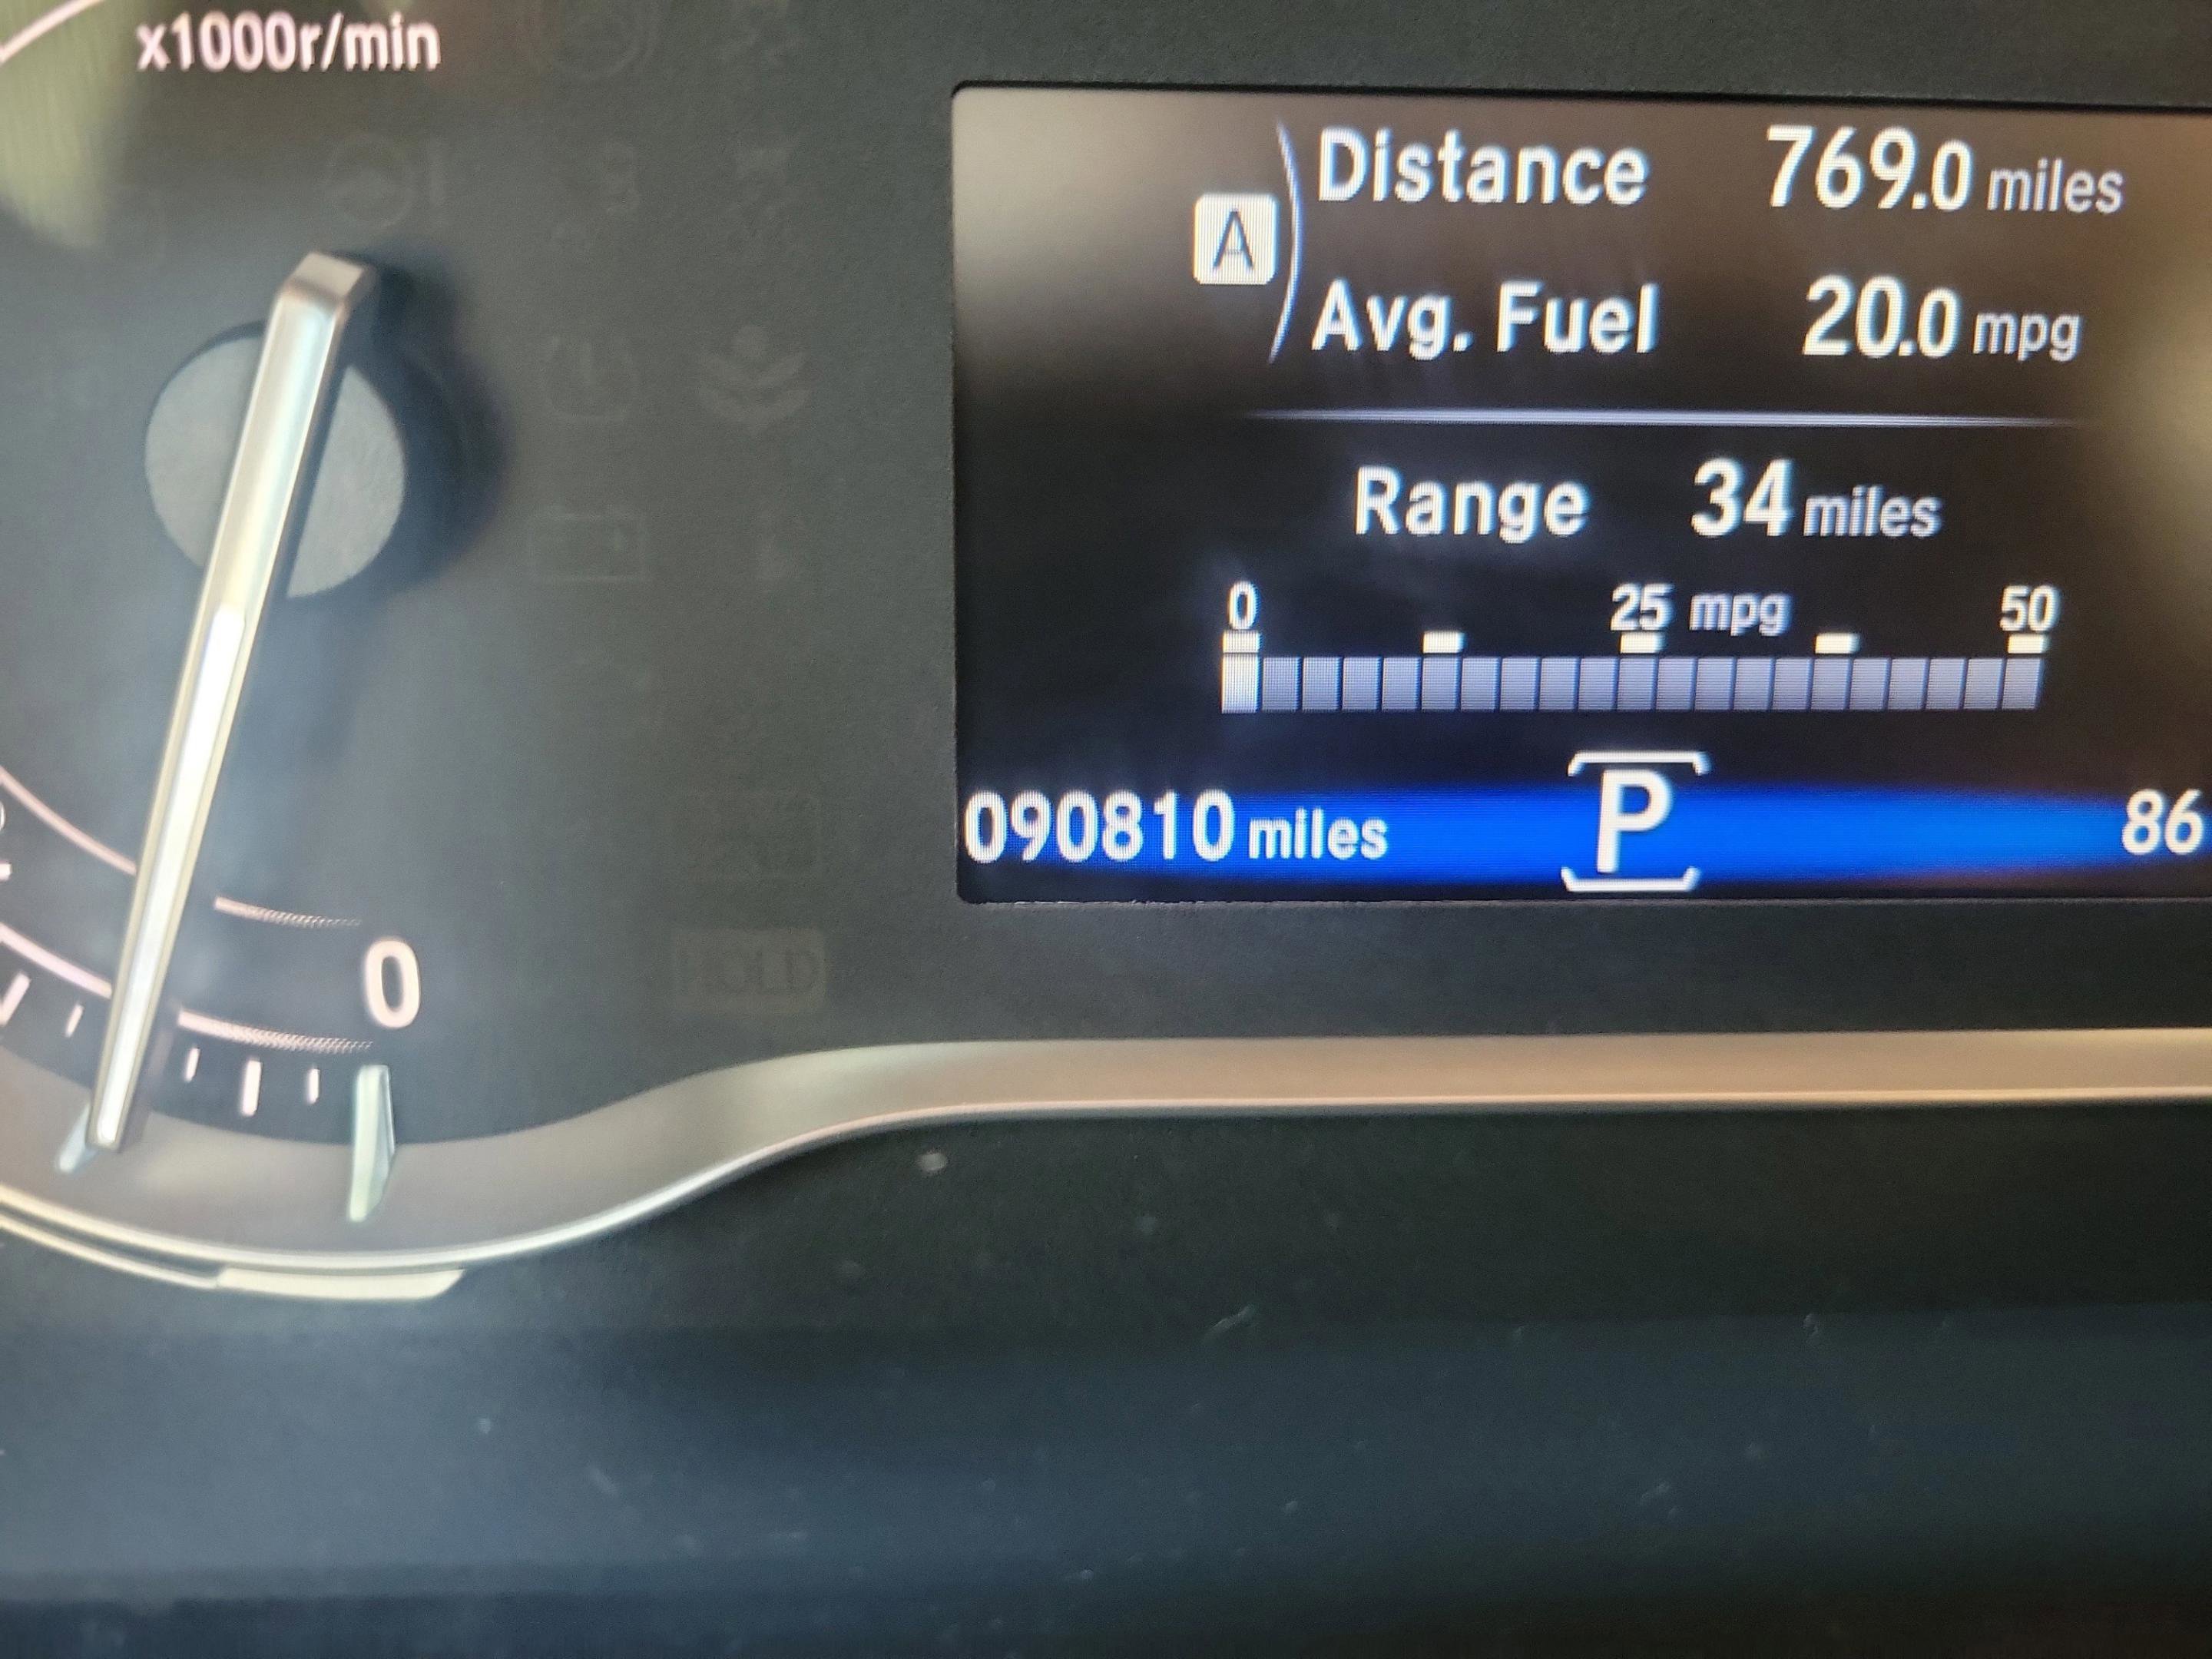 x1000r/min
A
Distance 769.0 miles
Avg. Fuel 20.0 mpg
Range 34 miles
0 25 mpg 50
090810 miles P 86
0
HOLD